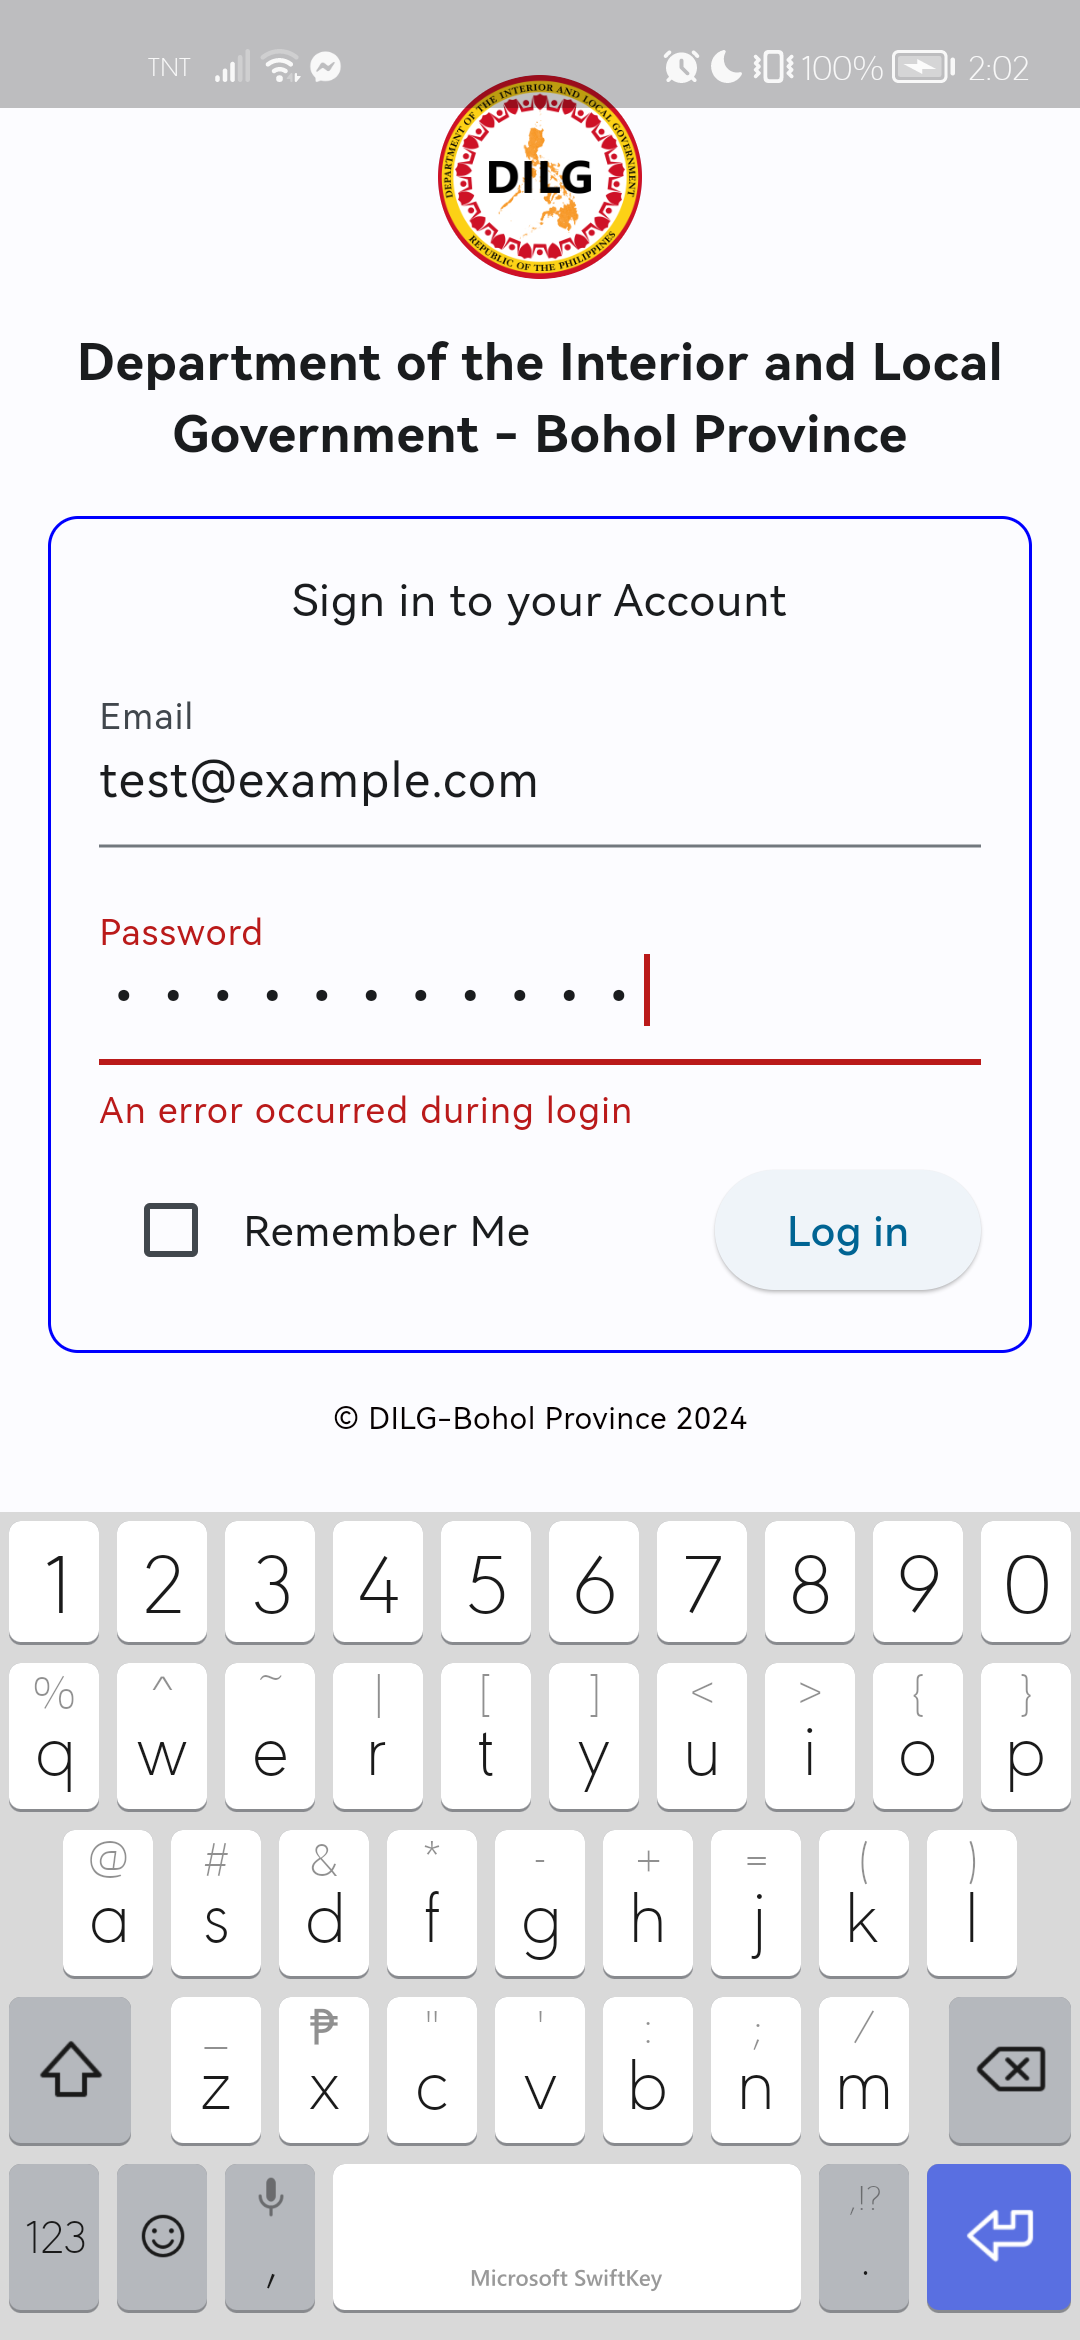 TNT 100% 2:02
DEPARTMENT OF THE INTERIOR AND LOCAL GOVERNMENT
DILG
REPUBLIC OF THE PHILIPPINES
Department of the Interior and Local
Government - Bohol Province
Sign in to your Account
Email
test@example.com
Password
An error occurred during login
Remember Me Log in
© DILG-Bohol Province 2024
1 2 3 4 5 6 7 8 9 0
% ^ ~ | [ ] < > { }
q w e r t y u i o p
@ # & * - + = ( )
a s d f g h j k l
_ ₱ " ' : ; /
z x c v b n m
,!?
123 , .
Microsoft SwiftKey